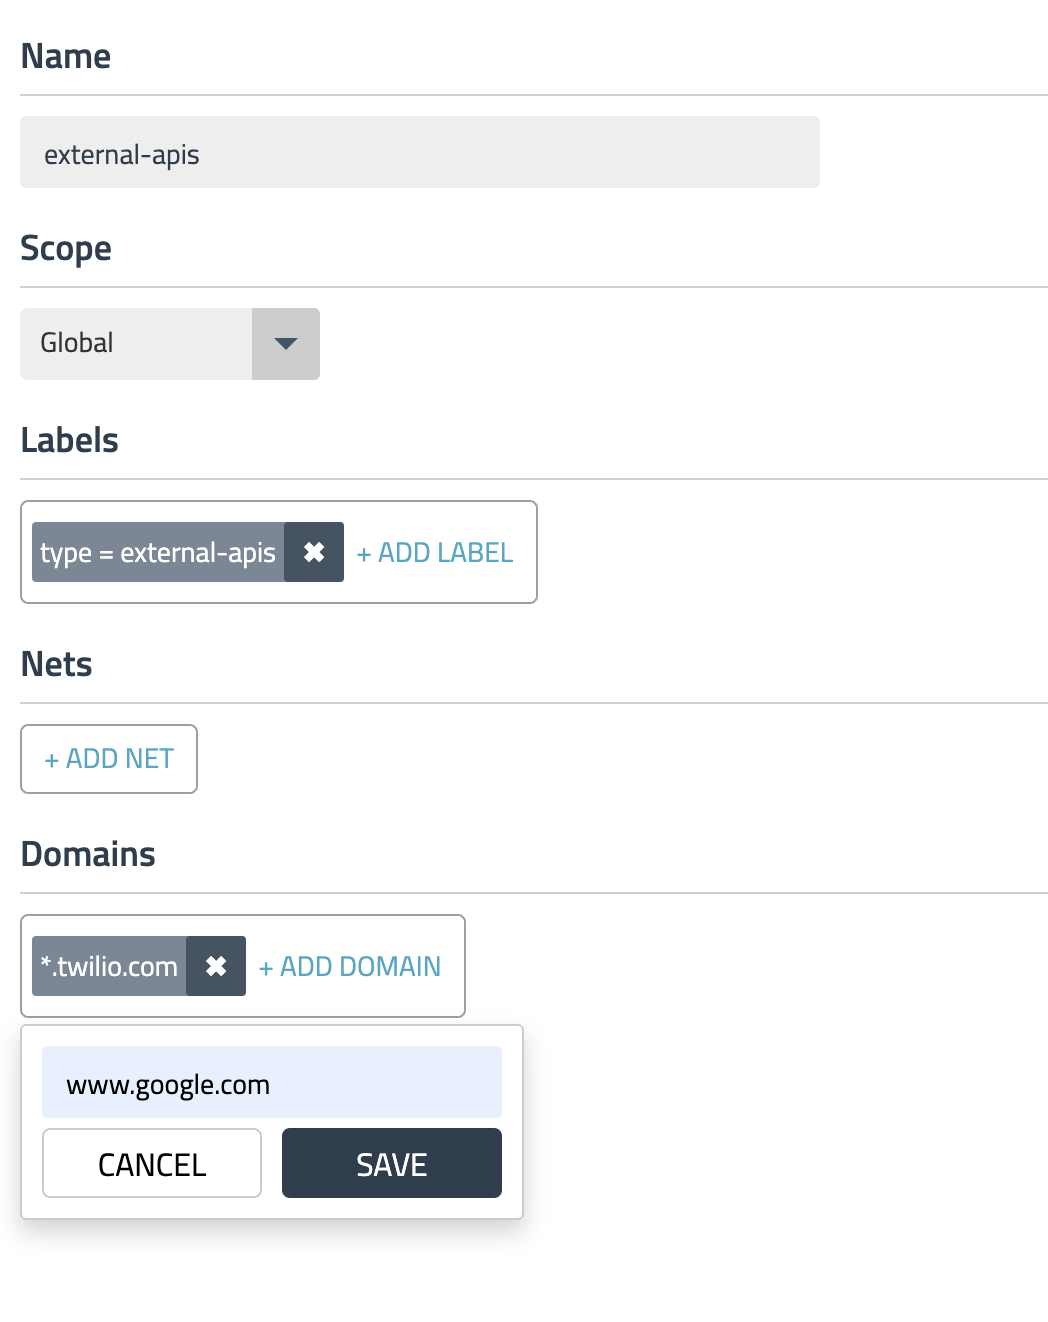 Name
external-apis
Scope
Global
Labels
type = external-apis ✖ + ADD LABEL
Nets
+ ADD NET
Domains
*.twilio.com ✖ + ADD DOMAIN
www.google.com
CANCEL SAVE